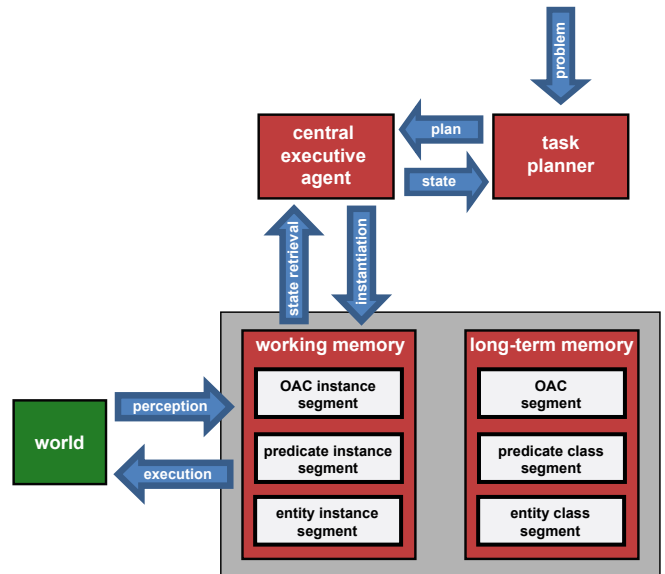 problem
central
executive
agent
plan
state
task
planner
state retrieval
instantiation
working memory
OAC instance
segment
predicate instance
segment
entity instance
segment
long-term memory
OAC
segment
predicate class
segment
entity class
segment
world
perception
execution